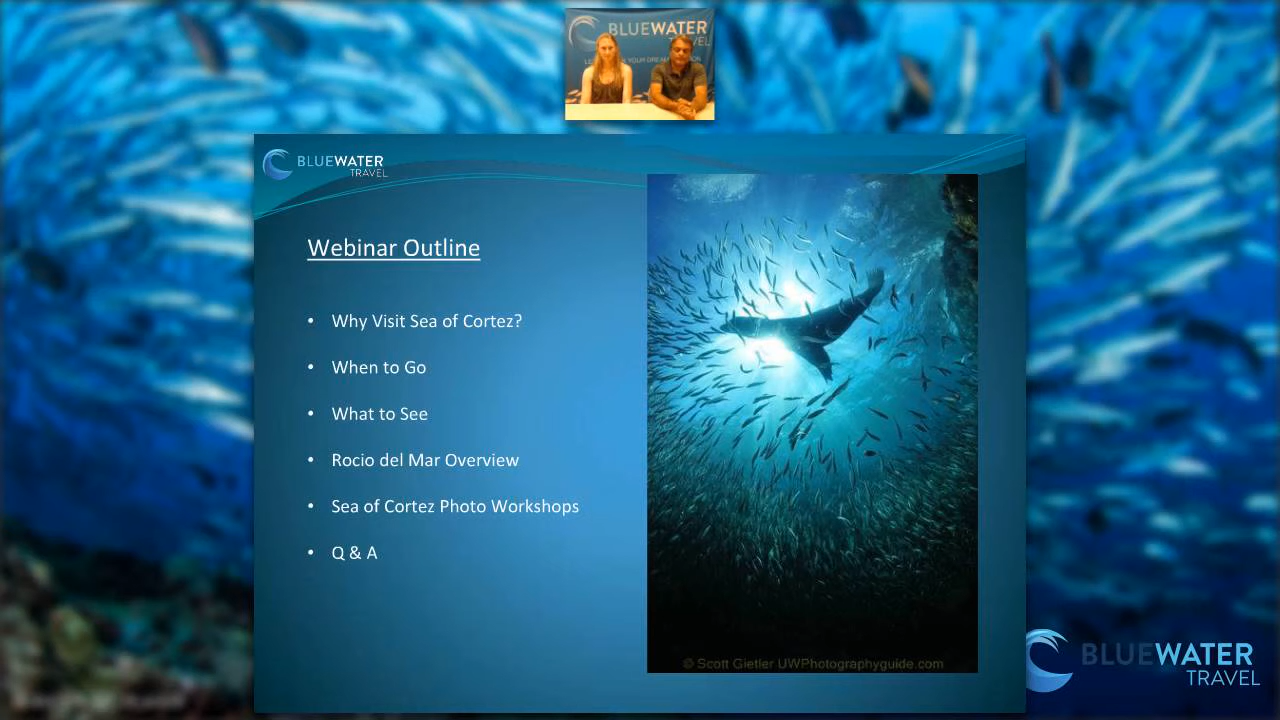 BLUEWATER
TRAVEL
BLUEWATER
TRAVEL
Webinar Outline
• Why Visit Sea of Cortez?
• When to Go
• What to See
• Rocio del Mar Overview
• Sea of Cortez Photo Workshops
• Q & A
© Scott Gietler UWPhotographyguide.com
BLUEWATER
TRAVEL